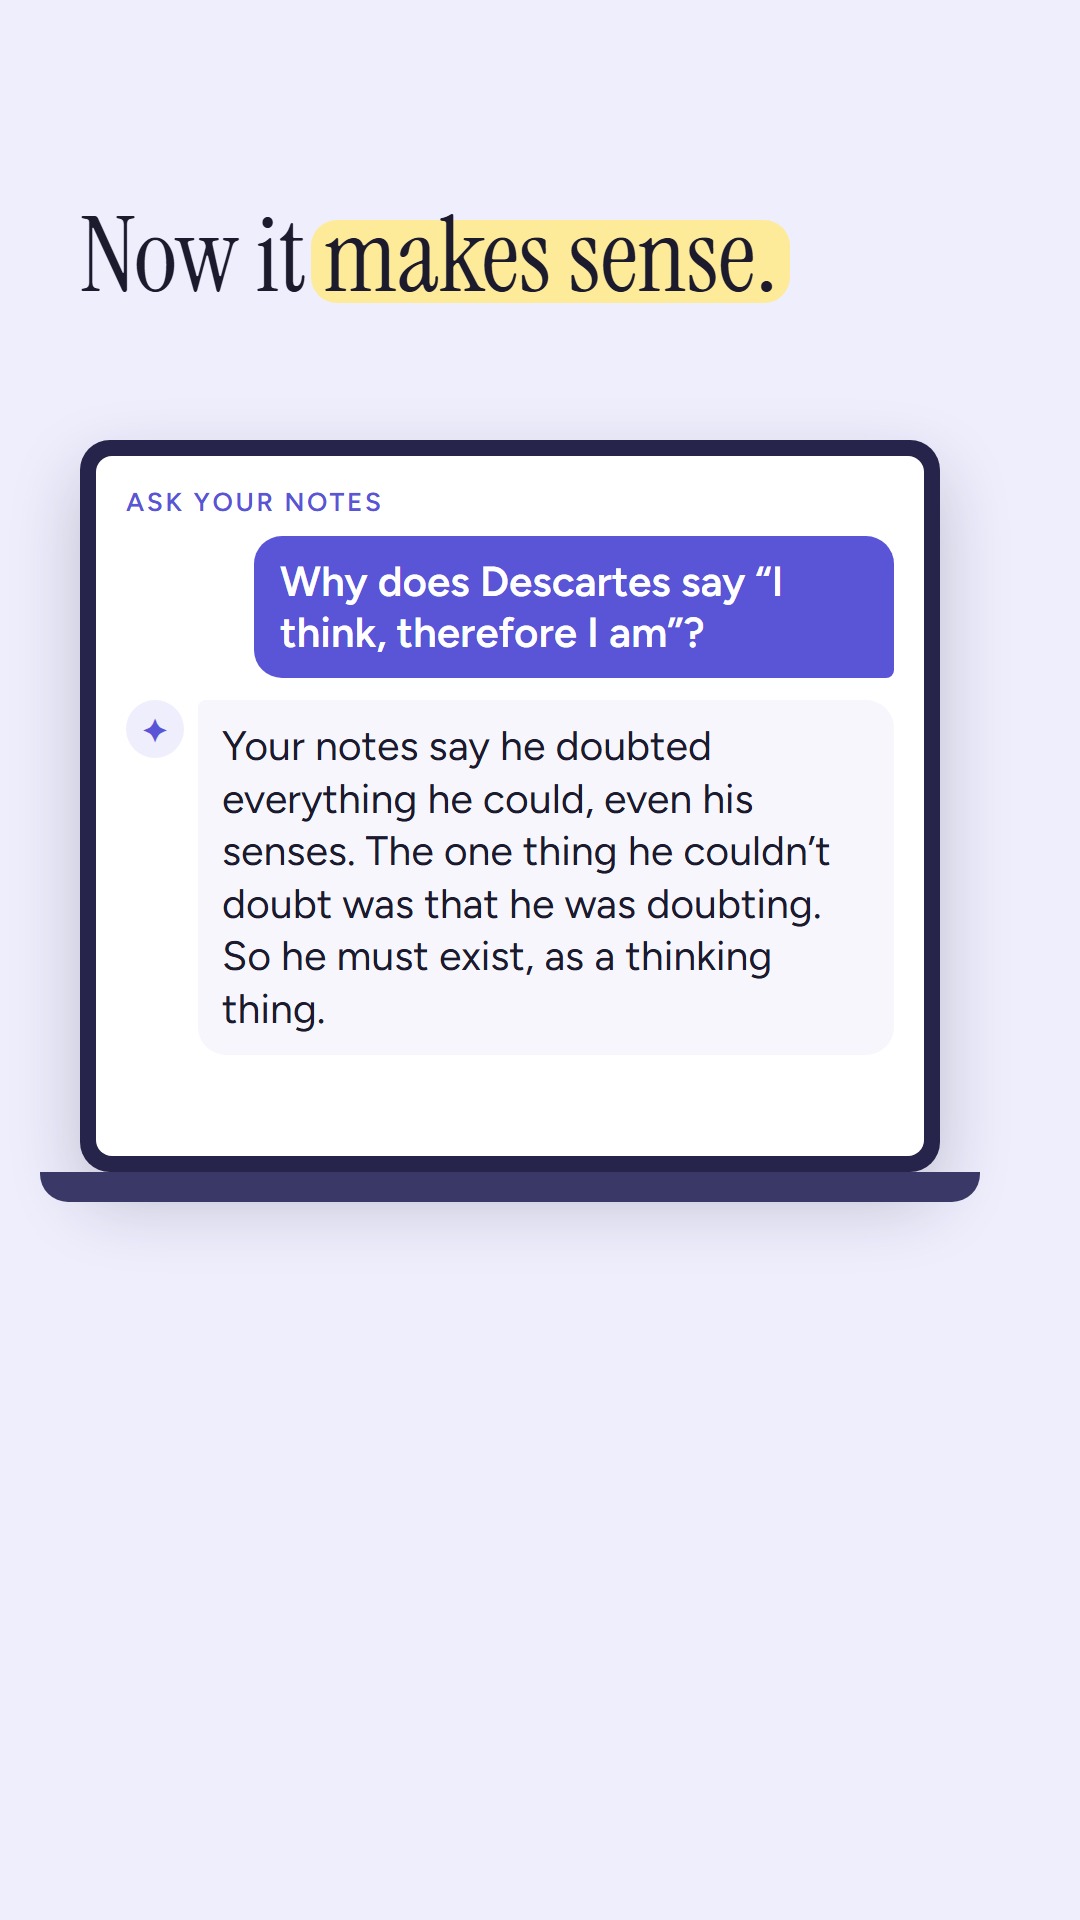 Now it makes sense.
ASK YOUR NOTES
Why does Descartes say “I
think, therefore I am”?
Your notes say he doubted
everything he could, even his
senses. The one thing he couldn’t
doubt was that he was doubting.
So he must exist, as a thinking
thing.